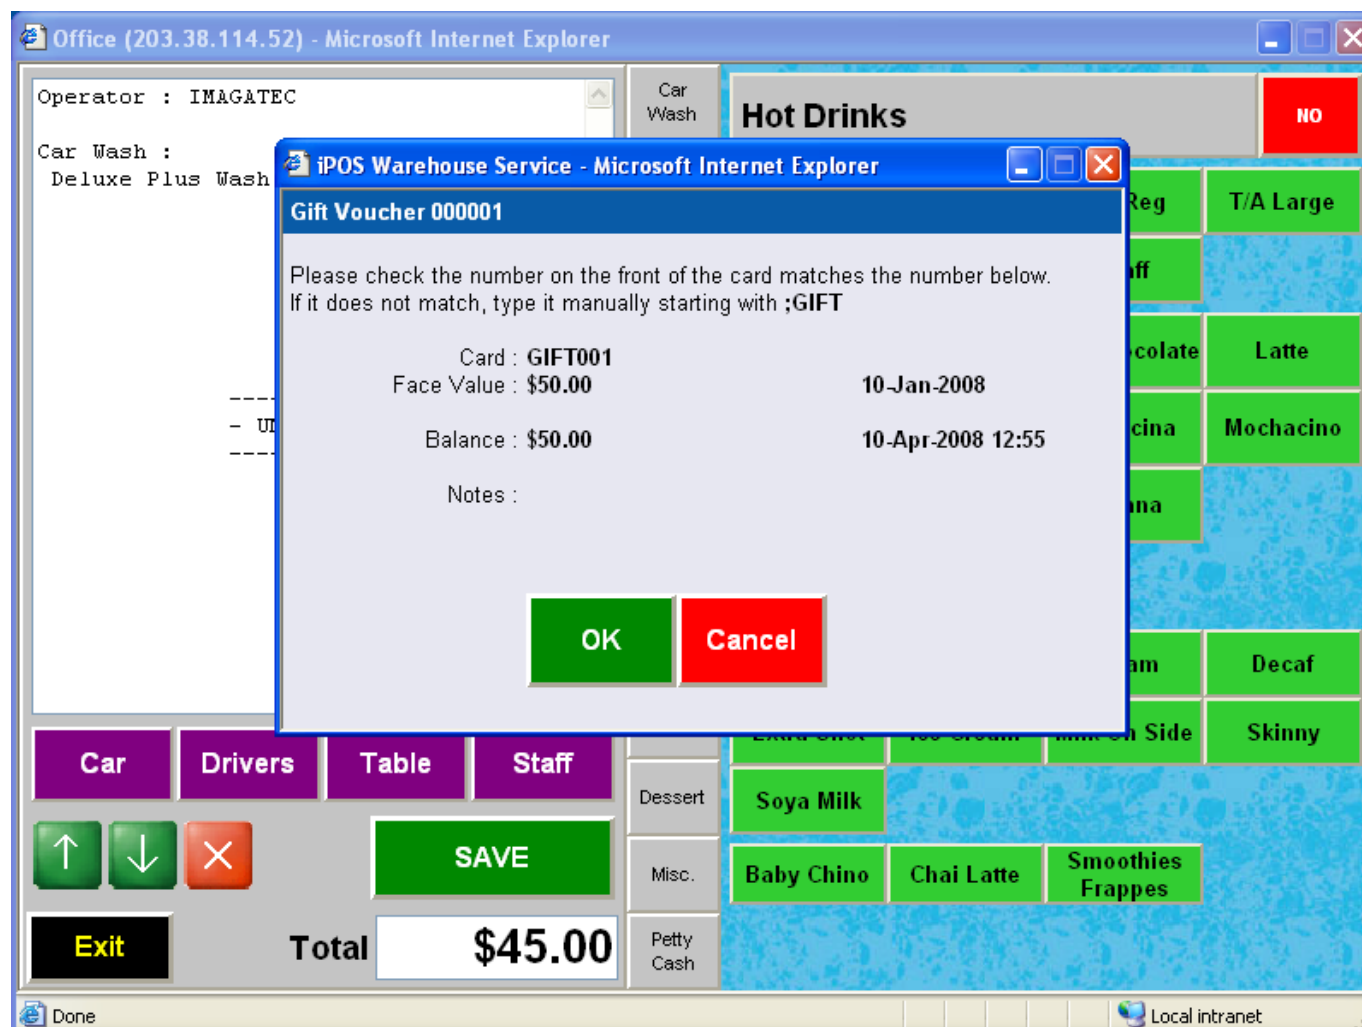 Office (203.38.114.52) - Microsoft Internet Explorer
Operator : IMAGATEC
Car Wash :
Deluxe Plus Wash
Car
Wash
Hot Drinks
NO
iPOS Warehouse Service - Microsoft Internet Explorer
Gift Voucher 000001
Please check the number on the front of the card matches the number below.
If it does not match, type it manually starting with ;GIFT
Card : GIFT001
Face Value : $50.00 10-Jan-2008
Balance : $50.00 10-Apr-2008 12:55
Notes :
OK Cancel
Reg T/A Large
Latte
Mochacino
Decaf
Side Skinny
Soya Milk
Baby Chino Chai Latte Smoothies
Frappes
Car Drivers Table Staff
Dessert
SAVE
Misc.
Exit Total $45.00
Petty
Cash
Done Local intranet